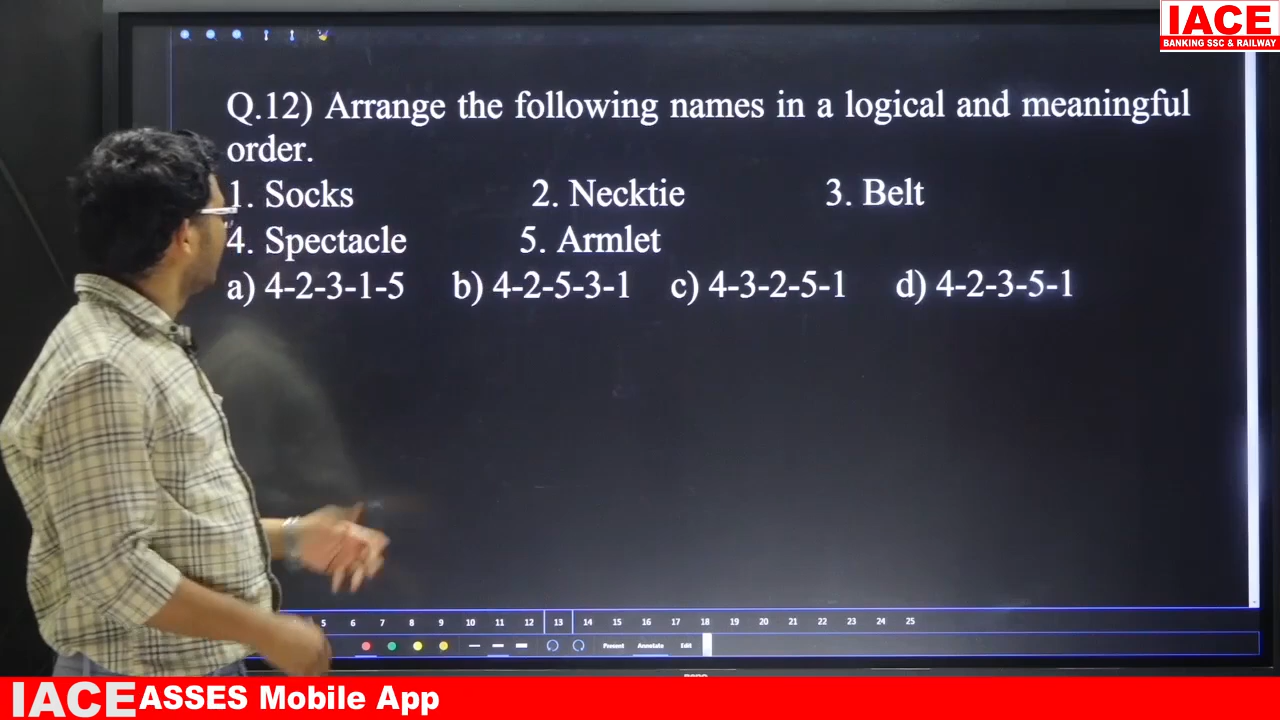 IACE
BANKING SSC & RAILWAY
Q.12) Arrange the following names in a logical and meaningful
order.
1. Socks 2. Necktie 3. Belt
4. Spectacle 5. Armlet
a) 4-2-3-1-5 b) 4-2-5-3-1 c) 4-3-2-5-1 d) 4-2-3-5-1
5 6 7 8 9 10 11 12 13 14 15 16 17 18 19 20 21 22 23 24 25
Present Annotate Edit
IACE ASSES Mobile App